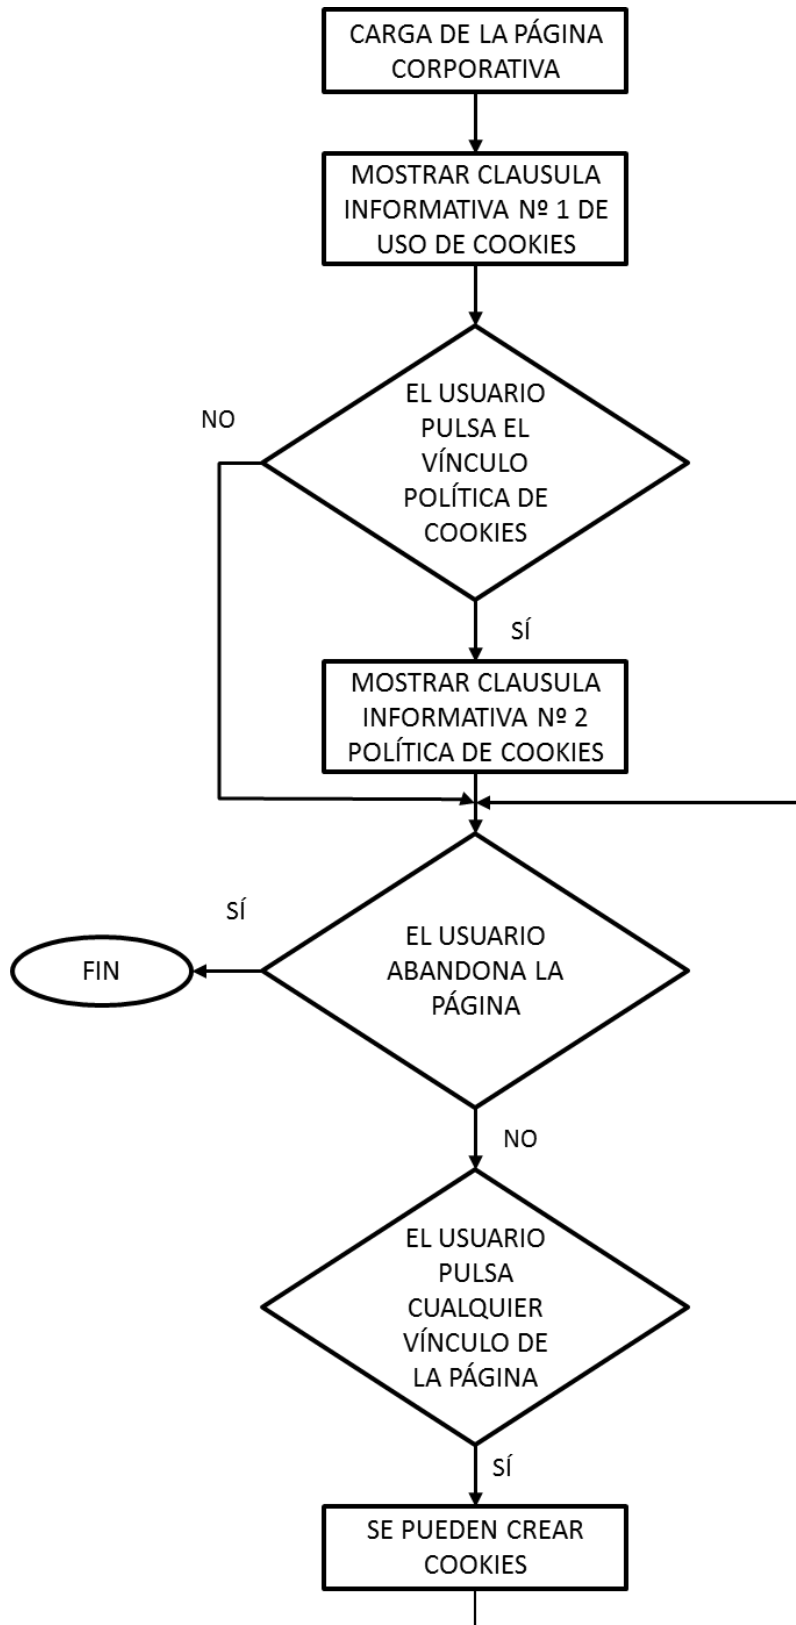 CARGA DE LA PÁGINA
CORPORATIVA
MOSTRAR CLAUSULA
INFORMATIVA Nº 1 DE
USO DE COOKIES
EL USUARIO
PULSA EL
VÍNCULO
POLÍTICA DE
COOKIES
NO
SÍ
MOSTRAR CLAUSULA
INFORMATIVA Nº 2
POLÍTICA DE COOKIES
SÍ
FIN
EL USUARIO
ABANDONA LA
PÁGINA
NO
EL USUARIO
PULSA
CUALQUIER
VÍNCULO DE
LA PÁGINA
SÍ
SE PUEDEN CREAR
COOKIES